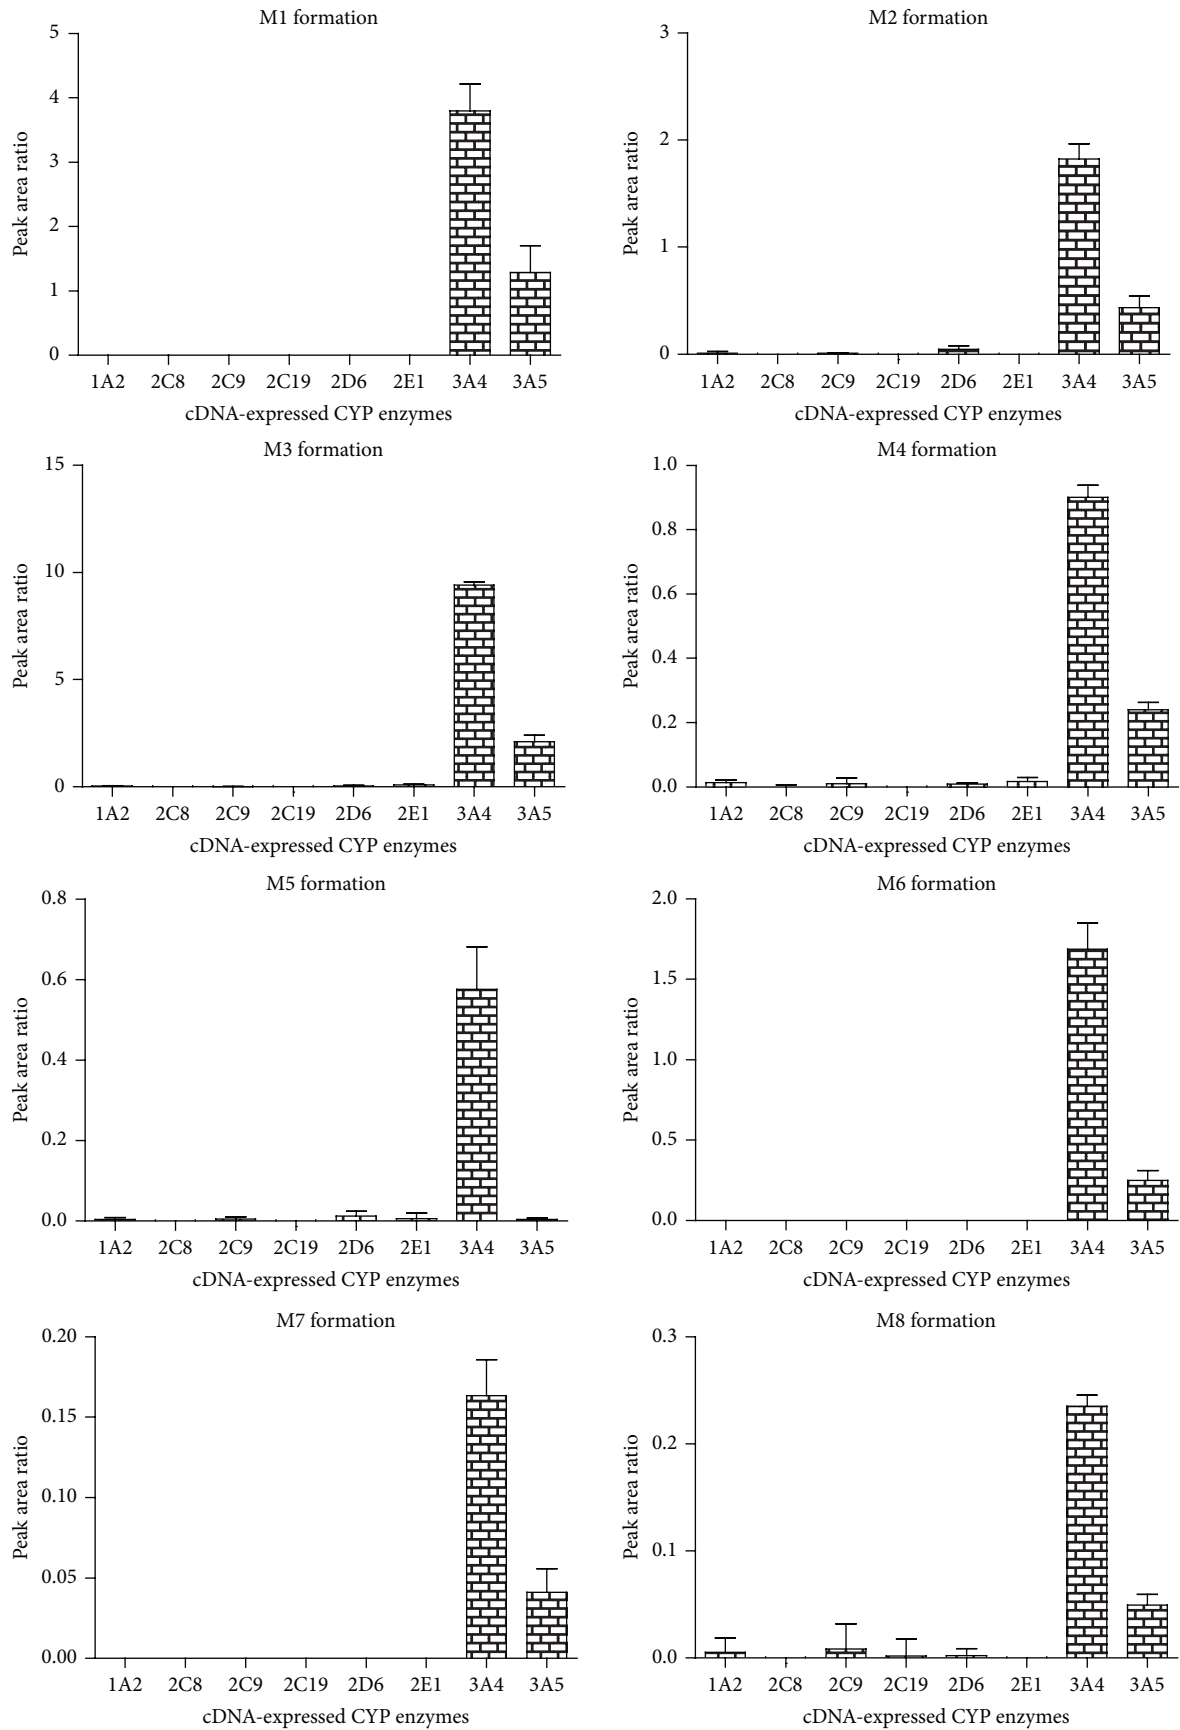 M1 formation
5
4
3
2
1
0
Peak area ratio
1A2 2C8 2C9 2C19 2D6 2E1 3A4 3A5
cDNA-expressed CYP enzymes
M2 formation
3
2
1
0
Peak area ratio
1A2 2C8 2C9 2C19 2D6 2E1 3A4 3A5
cDNA-expressed CYP enzymes
M3 formation
15
10
5
0
Peak area ratio
1A2 2C8 2C9 2C19 2D6 2E1 3A4 3A5
cDNA-expressed CYP enzymes
M4 formation
1.0
0.8
0.6
0.4
0.2
0.0
Peak area ratio
1A2 2C8 2C9 2C19 2D6 2E1 3A4 3A5
cDNA-expressed CYP enzymes
M5 formation
0.8
0.6
0.4
0.2
0.0
Peak area ratio
1A2 2C8 2C9 2C19 2D6 2E1 3A4 3A5
cDNA-expressed CYP enzymes
M6 formation
2.0
1.5
1.0
0.5
0.0
Peak area ratio
1A2 2C8 2C9 2C19 2D6 2E1 3A4 3A5
cDNA-expressed CYP enzymes
M7 formation
0.20
0.15
0.10
0.05
0.00
Peak area ratio
1A2 2C8 2C9 2C19 2D6 2E1 3A4 3A5
cDNA-expressed CYP enzymes
M8 formation
0.3
0.2
0.1
0.0
Peak area ratio
1A2 2C8 2C9 2C19 2D6 2E1 3A4 3A5
cDNA-expressed CYP enzymes